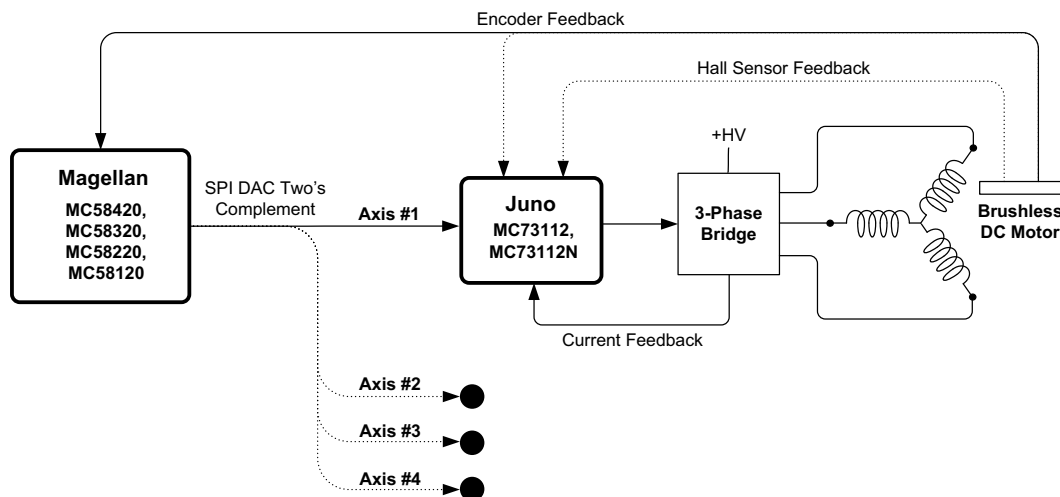 Encoder Feedback
Hall Sensor Feedback
+HV
Magellan
MC58420,
MC58320,
MC58220,
MC58120
SPI DAC Two's
Complement
Axis #1
Juno
MC73112,
MC73112N
3-Phase
Bridge
Brushless
DC Motor
Current Feedback
Axis #2
Axis #3
Axis #4